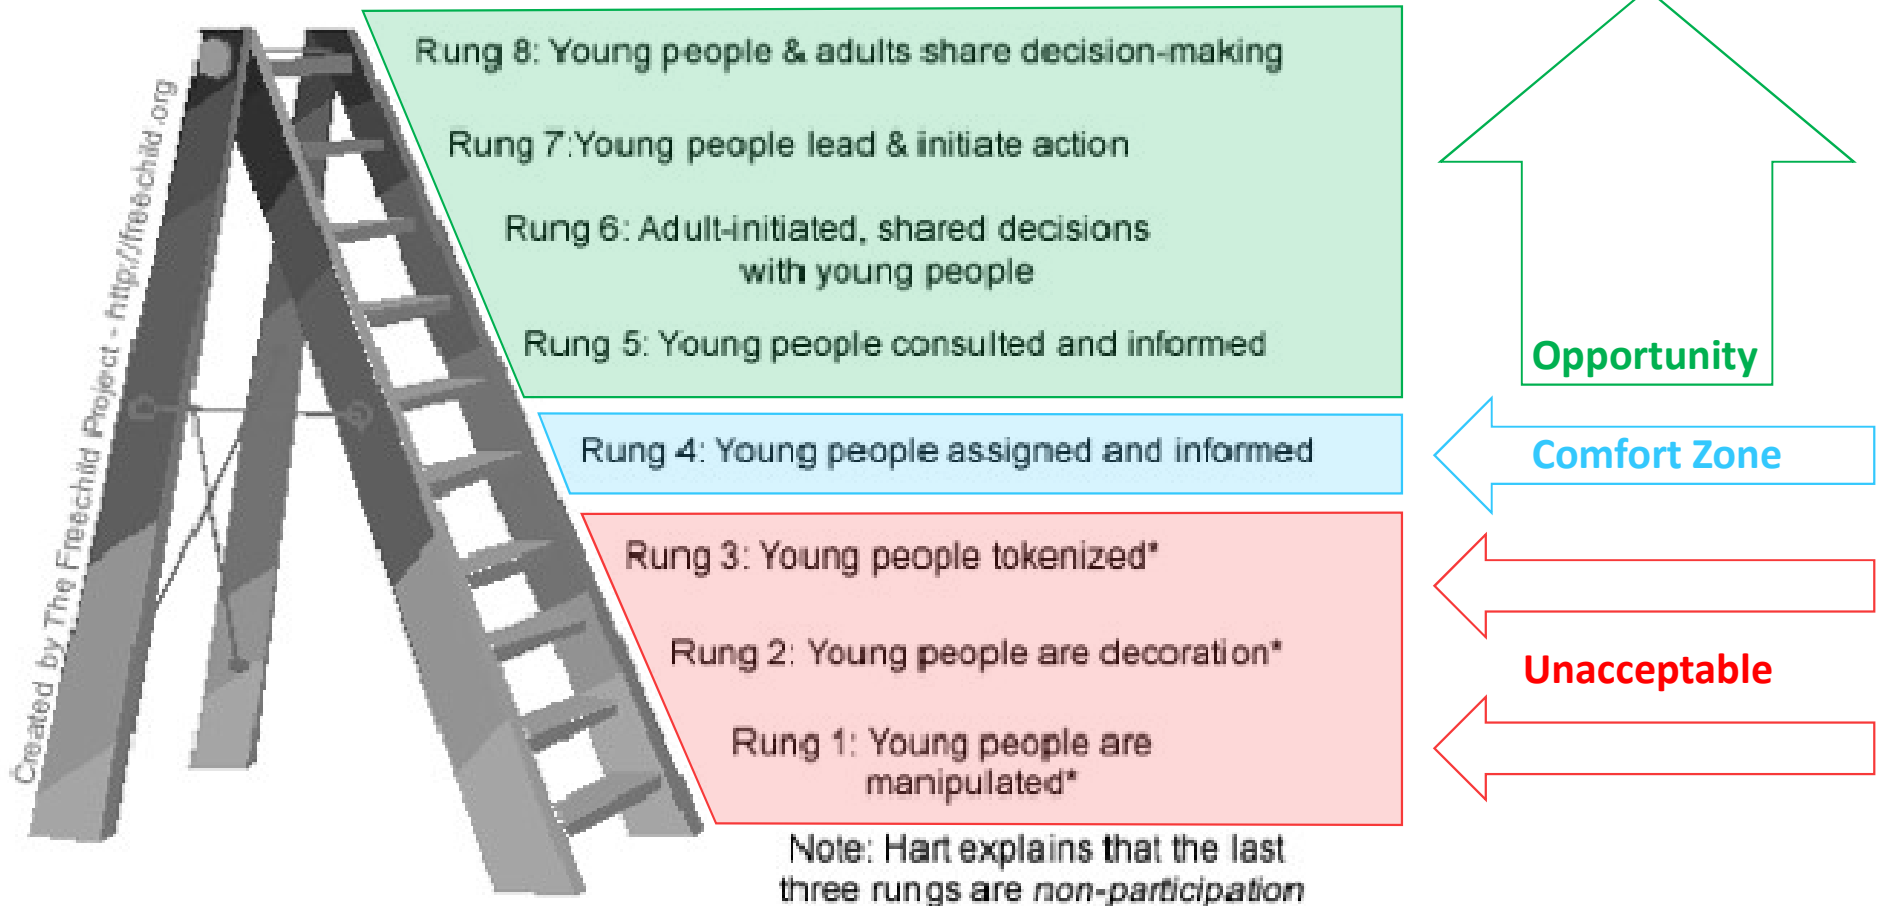 Rung 8: Young people & adults share decision-making
Rung 7:Young people lead & initiate action
Rung 6: Adult-initiated, shared decisions
with young people
Rung 5: Young people consulted and informed
Opportunity
Rung 4: Young people assigned and informed
Comfort Zone
Rung 3: Young people tokenized*
Rung 2: Young people are decoration*
Unacceptable
Rung 1: Young people are
manipulated*
Note: Hart explains that the last
three rungs are non-participation
Created by The Freechild Project - http://freechild.org